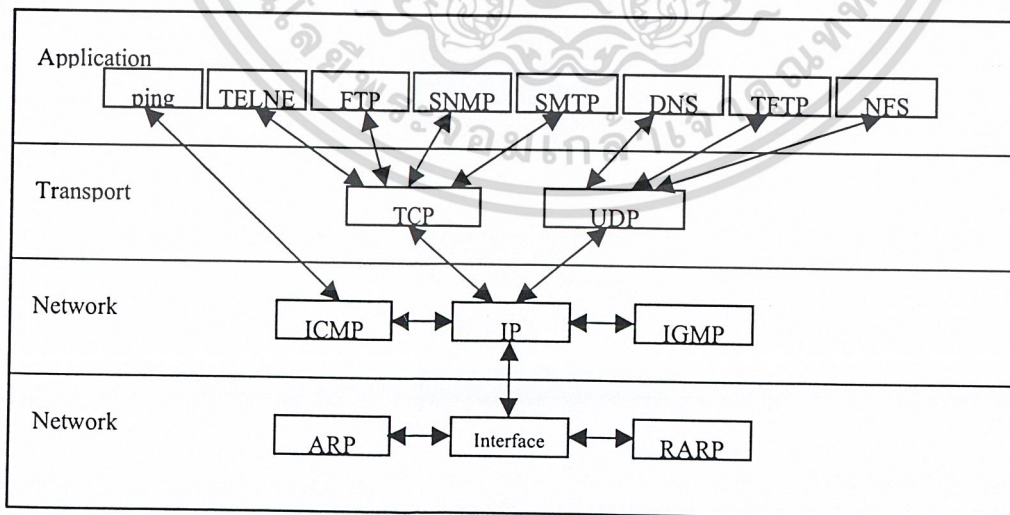 Application
ping TELNE FTP SNMP SMTP DNS TFTP NFS
Transport
TCP UDP
Network
ICMP IP IGMP
Network
ARP Interface RARP